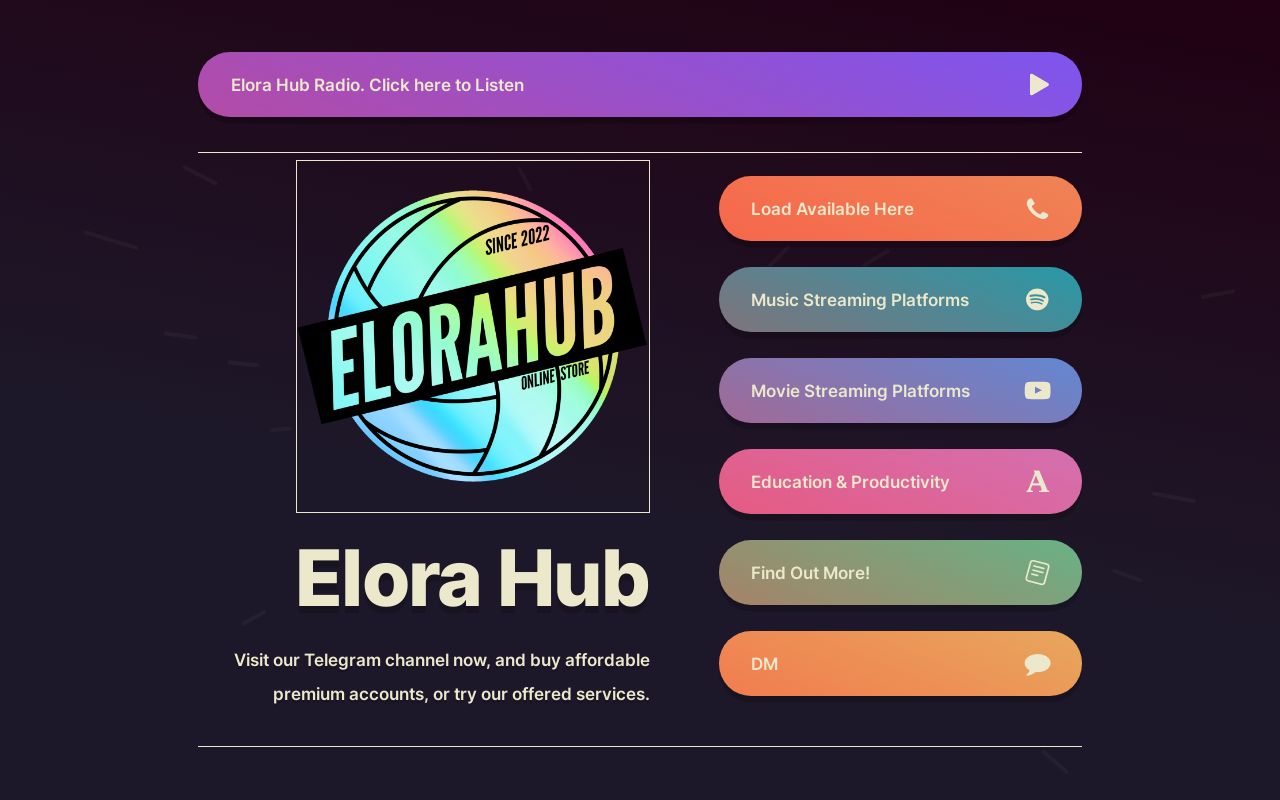 Elora Hub Radio. Click here to Listen
SINCE 2022
ELORAHUB
ONLINE STORE
Elora Hub
Visit our Telegram channel now, and buy affordable
premium accounts, or try our offered services.
Load Available Here
Music Streaming Platforms
Movie Streaming Platforms
Education & Productivity
Find Out More!
DM